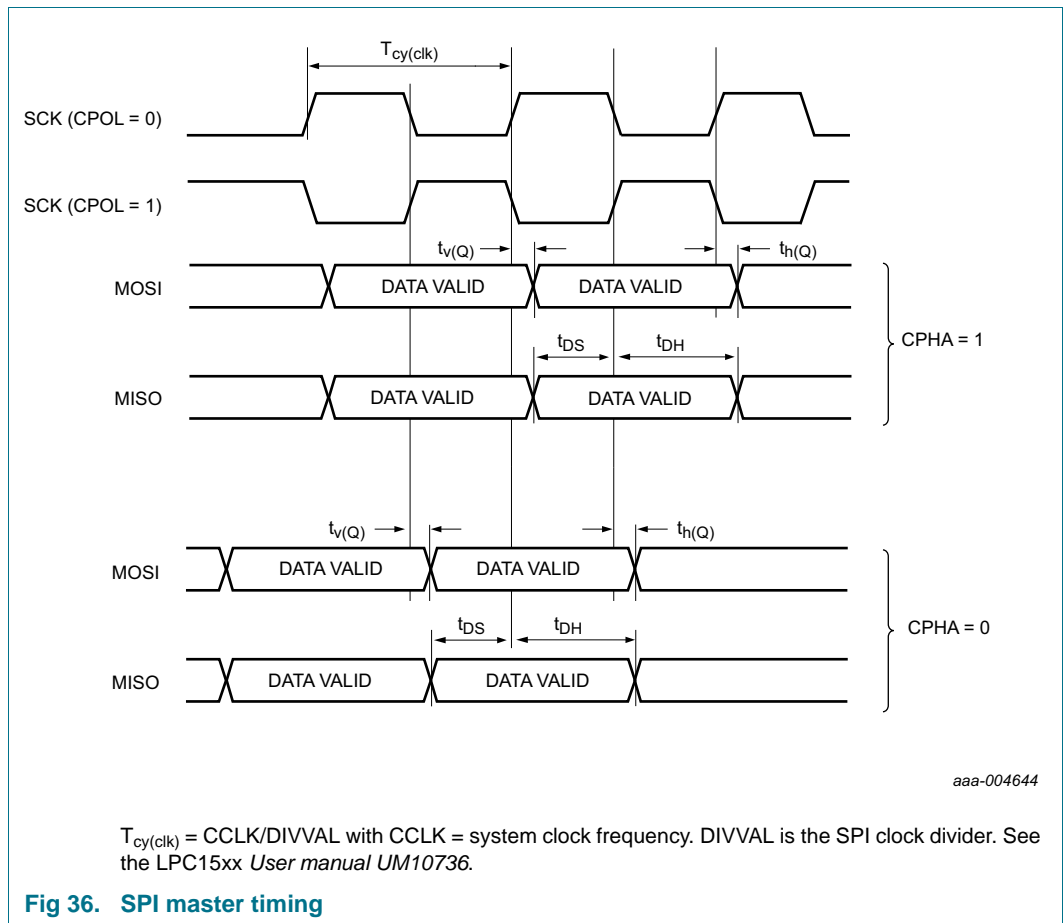 Tcy(clk)
SCK (CPOL = 0)
SCK (CPOL = 1)
tv(Q) th(Q)
MOSI DATA VALID DATA VALID
CPHA = 1
tDS tDH
MISO DATA VALID DATA VALID
tv(Q) th(Q)
MOSI DATA VALID DATA VALID
CPHA = 0
tDS tDH
MISO DATA VALID DATA VALID
aaa-004644
Tcy(clk) = CCLK/DIVVAL with CCLK = system clock frequency. DIVVAL is the SPI clock divider. See
the LPC15xx User manual UM10736.
Fig 36. SPI master timing